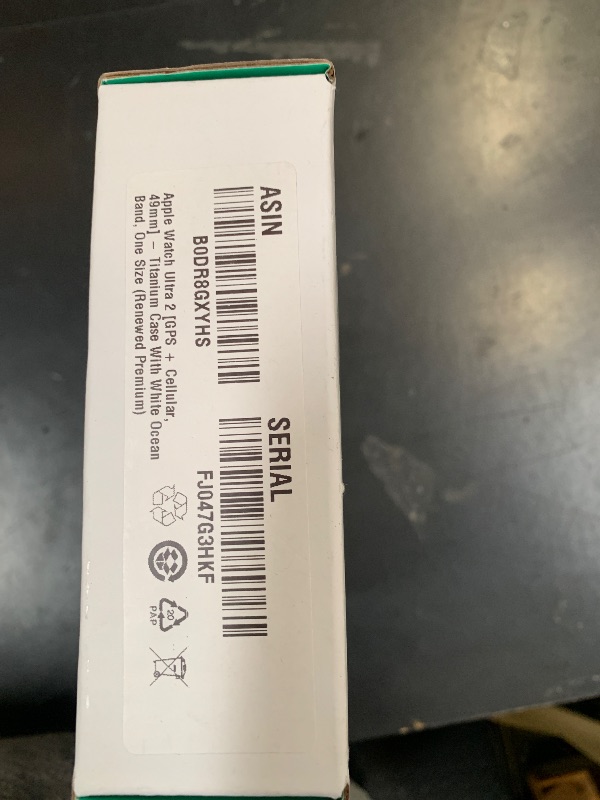 ASIN
B0DR8GXYHS
SERIAL
FJ047G3HKF
Apple Watch Ultra 2 [GPS + Cellular,
49mm] - Titanium Case With White Ocean
Band, One Size (Renewed Premium)
20
PAP